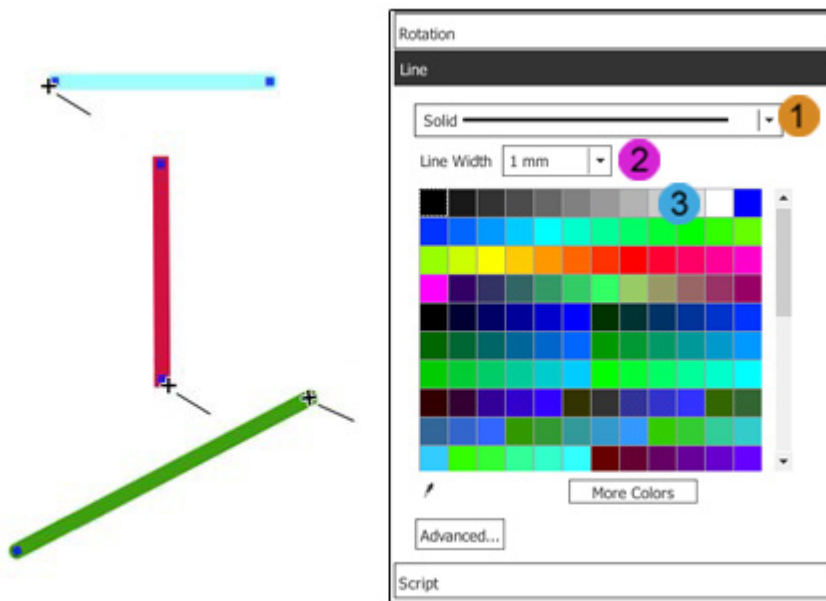 Rotation
Line
Solid
1
Line Width 1 mm
2
3
More Colors
Advanced...
Script